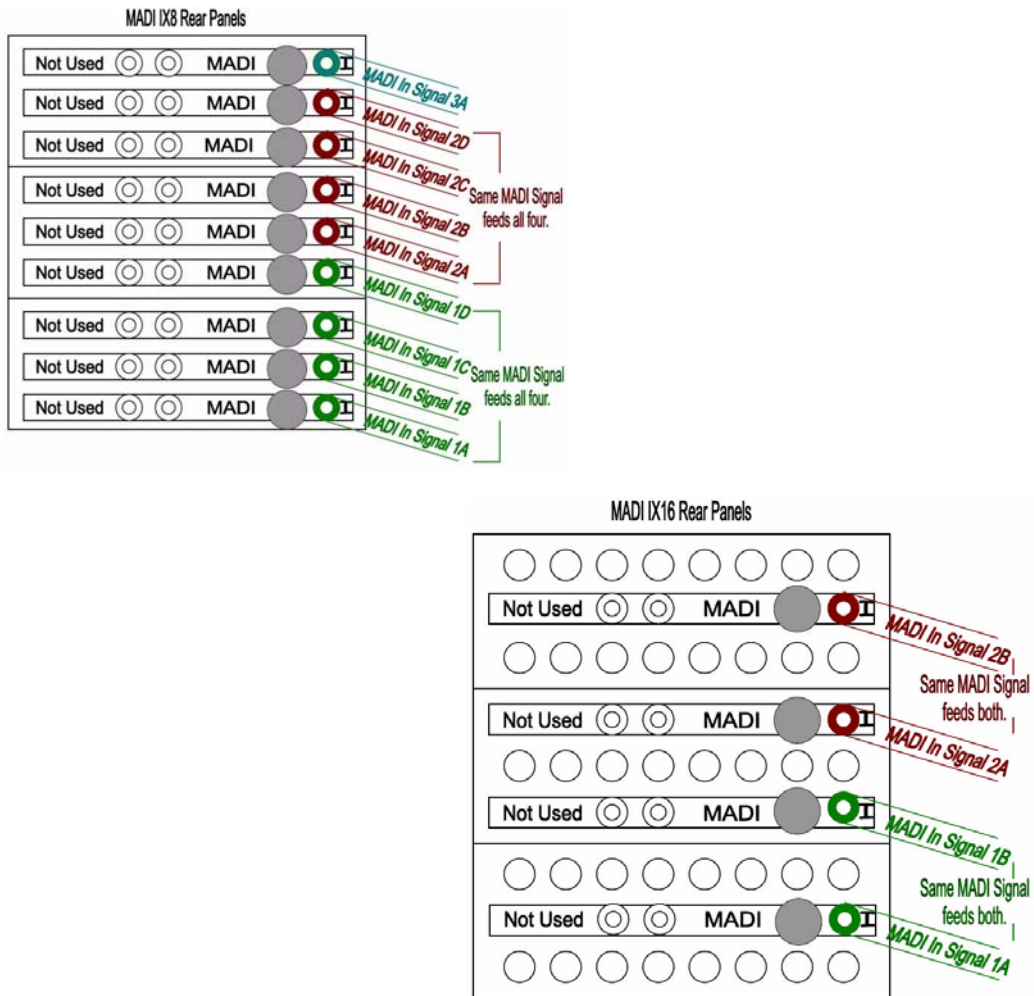 MADI IX8 Rear Panels
Not Used MADI I MADI In Signal 3A
Not Used MADI I MADI In Signal 2D
Not Used MADI I MADI In Signal 2C
Not Used MADI I MADI In Signal 2B
Not Used MADI I MADI In Signal 2A
Same MADI Signal
feeds all four.
Not Used MADI I MADI In Signal 1D
Not Used MADI I MADI In Signal 1C
Not Used MADI I MADI In Signal 1B
Not Used MADI I MADI In Signal 1A
Same MADI Signal
feeds all four.
MADI IX16 Rear Panels
Not Used MADI I MADI In Signal 2B
Same MADI Signal
feeds both.
Not Used MADI I MADI In Signal 2A
Not Used MADI I MADI In Signal 1B
Same MADI Signal
feeds both.
Not Used MADI I MADI In Signal 1A